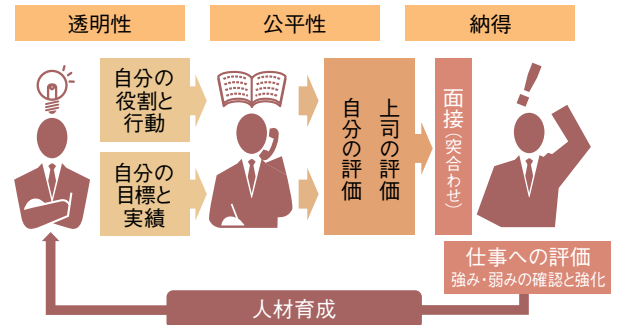 透明性
公平性
納得
自分の
役割と
行動
自分の
目標と
実績
上司の評価
自分の評価
面接(突合わせ)
!
仕事への評価
強み・弱みの確認と強化
人材育成